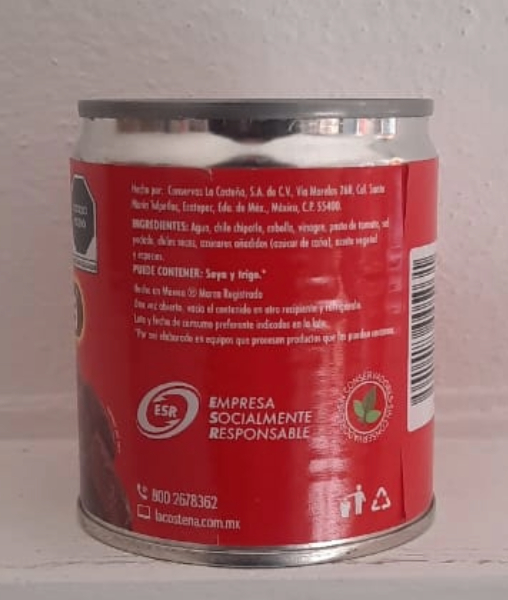 Hecho por: Conservas La Costeña, S.A. de C.V., Vía Morelos 268, Col. Santa
María Tulpetlac, Ecatepec, Edo. de Méx., México, C.P. 55400.
INGREDIENTES: Agua, chile chipotle, cebolla, vinagre, pasta de tomate, sal
yodada, chiles secos, azúcares añadidos (azúcar de caña), aceite vegetal
y especias.
PUEDE CONTENER: Soya y trigo.*
Hecho en México ® Marca Registrada
Una vez abierto, vacíe el contenido en otro recipiente y refrigérelo.
Lote y fecha de consumo preferente indicados en la lata.
*Por ser elaborado en equipos que procesan productos que los pueden contener.
ESR
EMPRESA
SOCIALMENTE
RESPONSABLE
SIN CONSERVADORES SIN CONSERVADORES
800 2678362
lacostena.com.mx